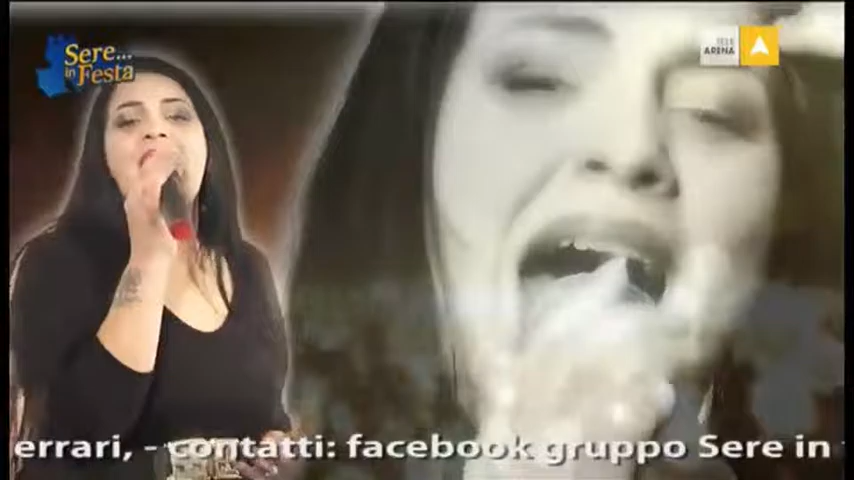 Sere...
in Festa
TELE
ARENA
errari, - contatti: facebook gruppo Sere in